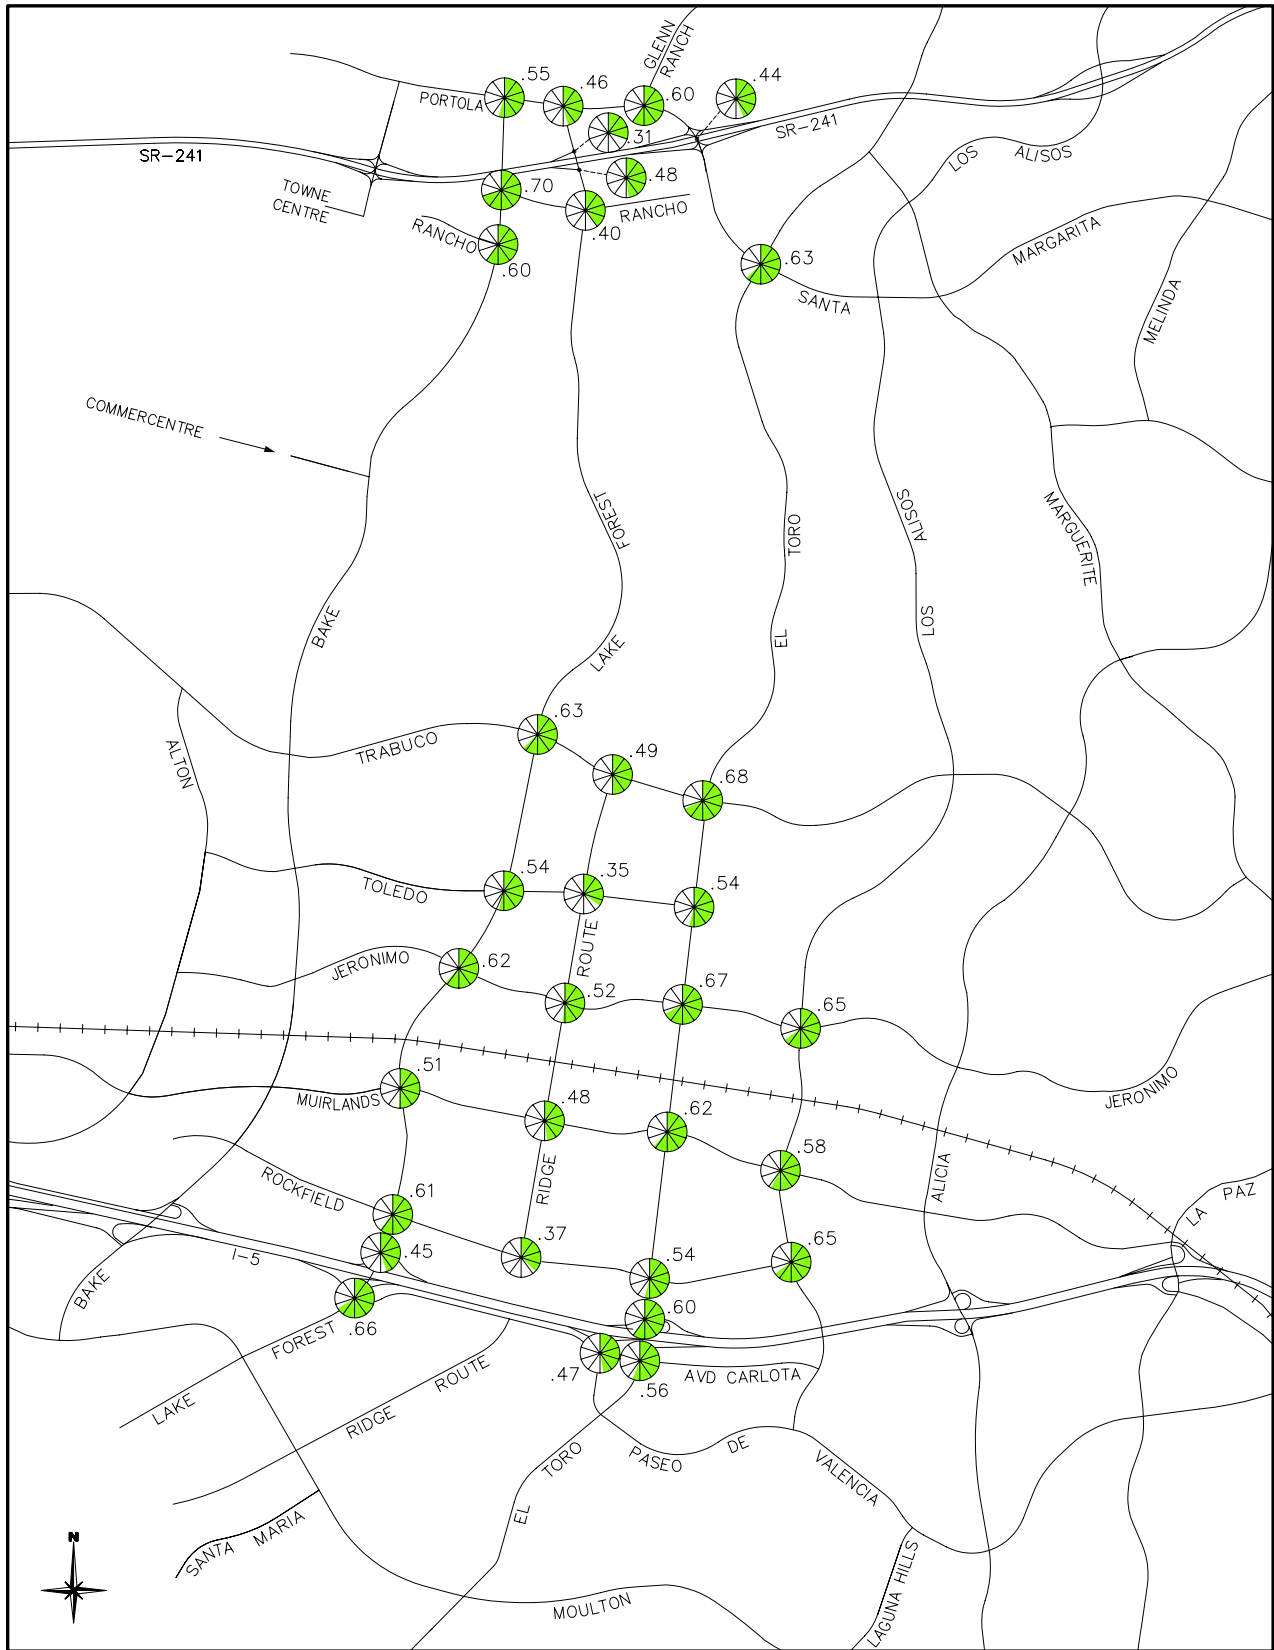 GLENN
RANCH
.55
.46
.60
.44
PORTOLA
.31
SR-241
SR-241
.48
TOWNE
CENTRE
.70
RANCHO
.40
RANCHO
.60
LOS
ALISOS
.63
SANTA
MARGARITA
MELINDA
COMMERCENTRE
FOREST
TORO
ALISOS
MARGUERITE
BAKE
LAKE
EL
LOS
.63
ALTON
TRABUCO
.49
.68
TOLEDO
.54
.35
.54
JERONIMO
.62
ROUTE
.52
.67
.65
.51
MUIRLANDS
.48
.62
JERONIMO
.58
ROCKFIELD
RIDGE
ALICIA
LA
PAZ
.61
.45
I-5
.37
.54
.65
BAKE
.66
.60
FOREST
.47
.56
AVD CARLOTA
LAKE
ROUTE
RIDGE
TORO
PASEO
DE
VALENCIA
EL
SANTA
MARIA
N
MOULTON
LAGUNA HILLS